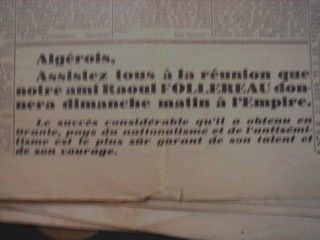 Algérois,
Assistez tous à la réunion que
notre ami Raoul FOLLEREAU don-
nera dimanche matin à l'Empire.
Le succès considérable qu'il a obtenu en
Oranie, pays du nationalisme et de l'antisémi-
tisme est le plus sûr garant de son talent et
de son courage.